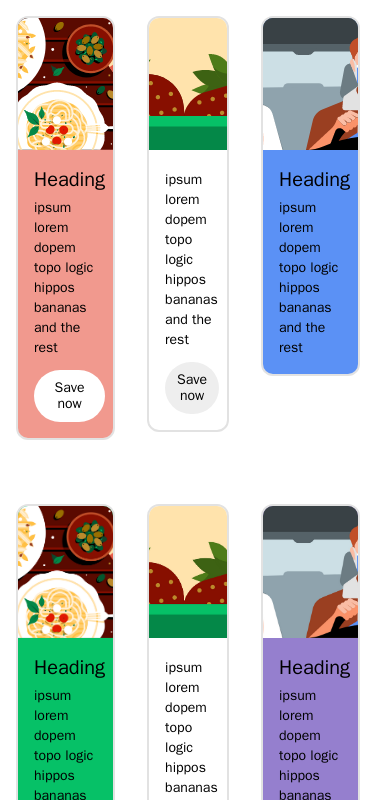 Heading
ipsum
lorem
dopem
topo logic
hippos
bananas
and the
rest
Save
now
ipsum
lorem
dopem
topo
logic
hippos
bananas
and the
rest
Save
now
Heading
ipsum
lorem
dopem
topo logic
hippos
bananas
and the
rest
Heading
ipsum
lorem
dopem
topo logic
hippos
bananas
ipsum
lorem
dopem
topo
logic
hippos
bananas
Heading
ipsum
lorem
dopem
topo logic
hippos
bananas